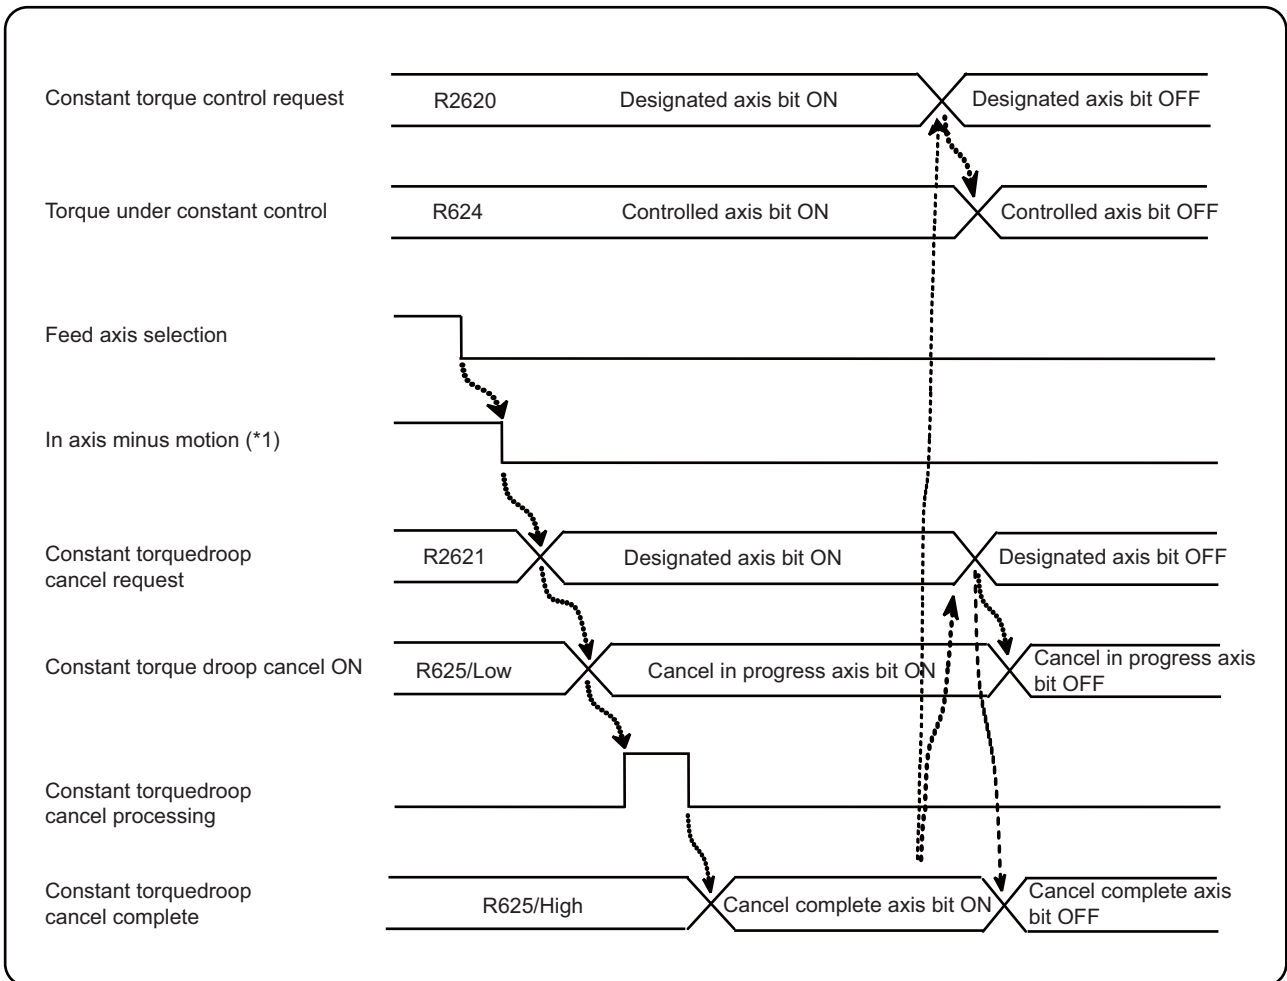 Constant torque control request
R2620
Designated axis bit ON
Designated axis bit OFF
Torque under constant control
R624
Controlled axis bit ON
Controlled axis bit OFF
Feed axis selection
In axis minus motion (*1)
Constant torquedroop
cancel request
R2621
Designated axis bit ON
Designated axis bit OFF
Constant torque droop cancel ON
R625/Low
Cancel in progress axis bit ON
Cancel in progress axis
bit OFF
Constant torquedroop
cancel processing
Constant torquedroop
cancel complete
R625/High
Cancel complete axis bit ON
Cancel complete axis
bit OFF